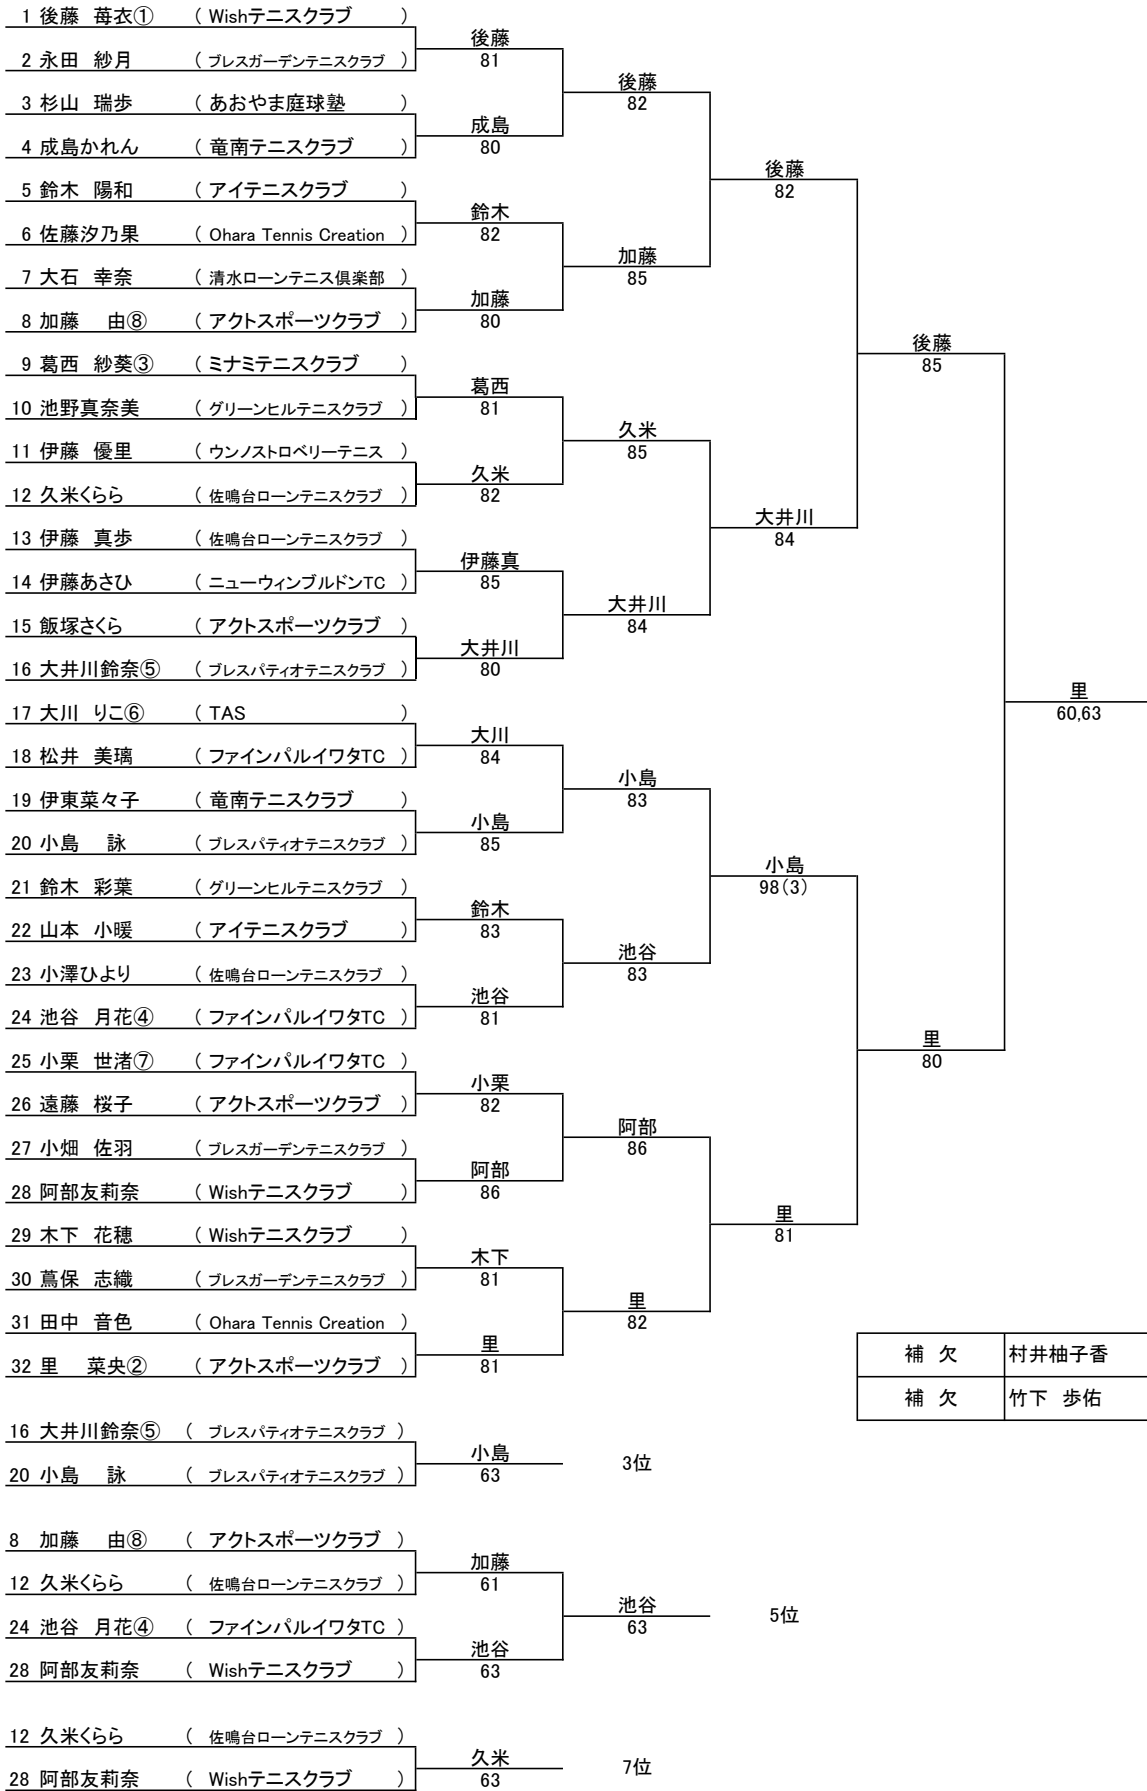 1 後藤 苺衣① ( Wishテニスクラブ )
2 永田 紗月 ( ブレスガーデンテニスクラブ )
後藤
81
3 杉山 瑞歩 ( あおやま庭球塾 )
4 成島かれん ( 竜南テニスクラブ )
成島
80
後藤
82
5 鈴木 陽和 ( アイテニスクラブ )
6 佐藤汐乃果 ( Ohara Tennis Creation )
鈴木
82
7 大石 幸奈 ( 清水ローンテニス倶楽部 )
8 加藤 由⑧ ( アクトスポーツクラブ )
加藤
80
加藤
85
後藤
82
9 葛西 紗葵③ ( ミナミテニスクラブ )
10 池野真奈美 ( グリーンヒルテニスクラブ )
葛西
81
11 伊藤 優里 ( ウンノストロベリーテニス )
12 久米くらら ( 佐鳴台ローンテニスクラブ )
久米
82
久米
85
13 伊藤 真歩 ( 佐鳴台ローンテニスクラブ )
14 伊藤あさひ ( ニューウィンブルドンTC )
伊藤真
85
15 飯塚さくら ( アクトスポーツクラブ )
16 大井川鈴奈⑤ ( ブレスパティオテニスクラブ )
大井川
80
大井川
84
大井川
84
後藤
85
17 大川 りこ⑥ ( TAS )
18 松井 美璃 ( ファインパルイワタTC )
大川
84
19 伊東菜々子 ( 竜南テニスクラブ )
20 小島 詠 ( ブレスパティオテニスクラブ )
小島
85
小島
83
21 鈴木 彩葉 ( グリーンヒルテニスクラブ )
22 山本 小暖 ( アイテニスクラブ )
鈴木
83
23 小澤ひより ( 佐鳴台ローンテニスクラブ )
24 池谷 月花④ ( ファインパルイワタTC )
池谷
81
池谷
83
小島
98(3)
25 小栗 世渚⑦ ( ファインパルイワタTC )
26 遠藤 桜子 ( アクトスポーツクラブ )
小栗
82
27 小畑 佐羽 ( ブレスガーデンテニスクラブ )
28 阿部友莉奈 ( Wishテニスクラブ )
阿部
86
阿部
86
29 木下 花穂 ( Wishテニスクラブ )
30 蔦保 志織 ( ブレスガーデンテニスクラブ )
木下
81
31 田中 音色 ( Ohara Tennis Creation )
32 里 菜央② ( アクトスポーツクラブ )
里
81
里
82
里
81
里
80
里
60,63
補 欠 村井柚子香
補 欠 竹下 歩佑
16 大井川鈴奈⑤ ( ブレスパティオテニスクラブ )
20 小島 詠 ( ブレスパティオテニスクラブ )
小島
63
3位
8 加藤 由⑧ ( アクトスポーツクラブ )
12 久米くらら ( 佐鳴台ローンテニスクラブ )
加藤
61
24 池谷 月花④ ( ファインパルイワタTC )
28 阿部友莉奈 ( Wishテニスクラブ )
池谷
63
池谷
63
5位
12 久米くらら ( 佐鳴台ローンテニスクラブ )
28 阿部友莉奈 ( Wishテニスクラブ )
久米
63
7位